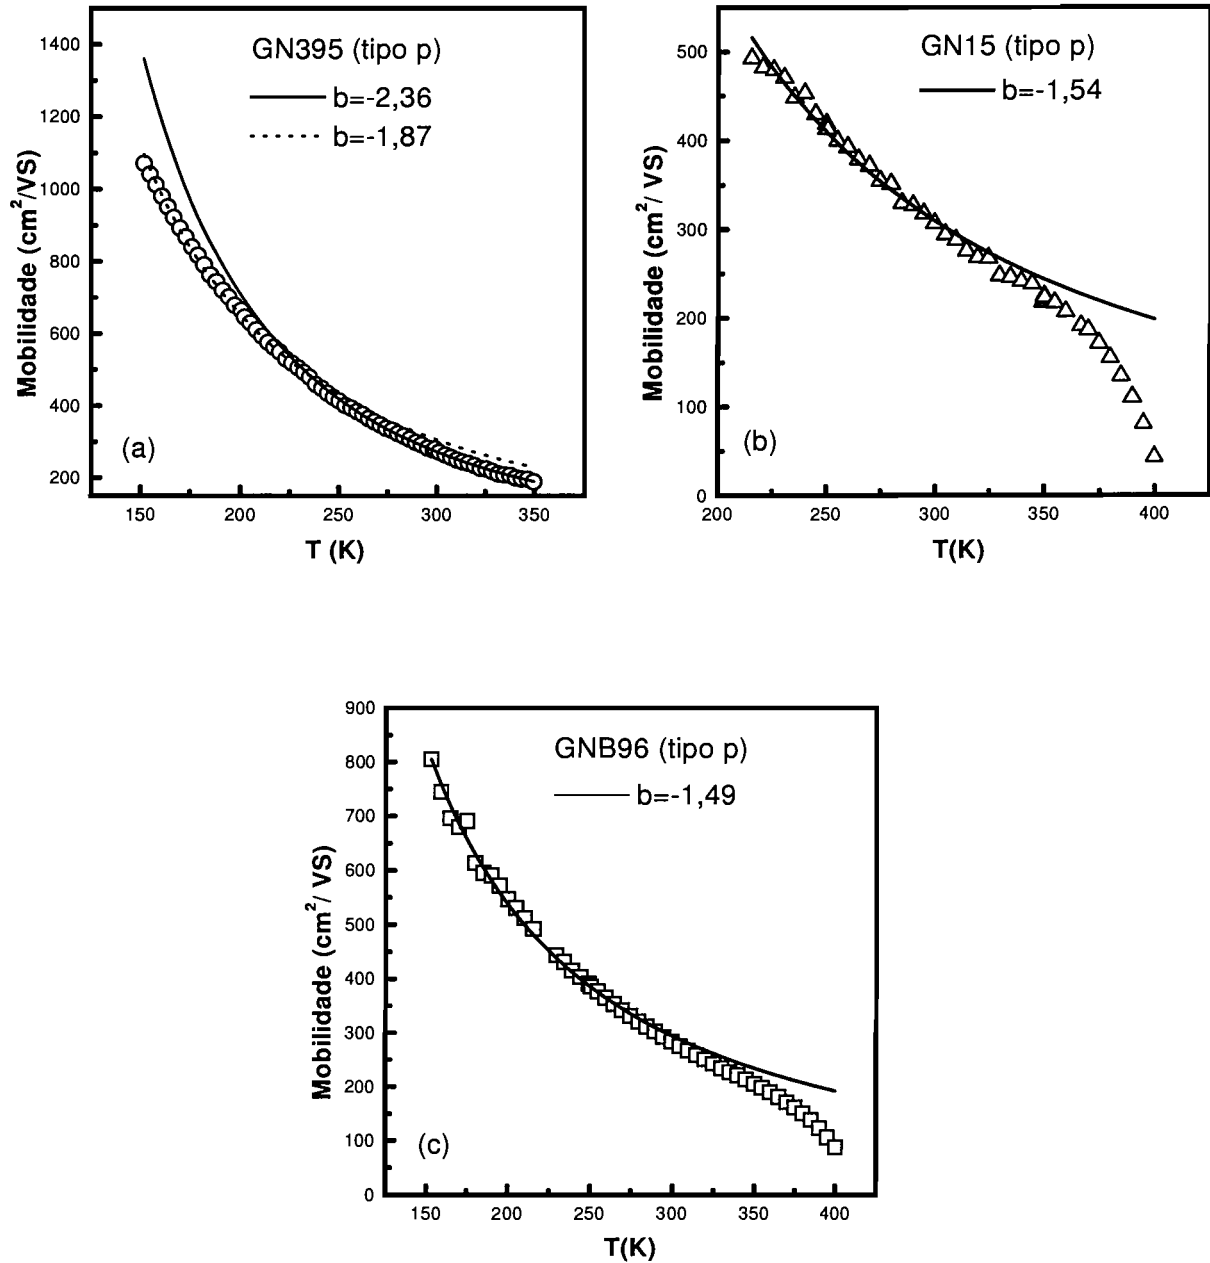 GN395 (tipo p)
b=-2,36
b=-1,87
1400
1200
1000
800
600
400
200
Mobilidade (cm²/VS)
(a)
150
200
250
300
350
T (K)
GN15 (tipo p)
b=-1,54
500
400
300
200
100
0
Mobilidade (cm²/ VS)
(b)
200
250
300
350
400
T(K)
GNB96 (tipo p)
b=-1,49
900
800
700
600
500
400
300
200
100
0
Mobilidade (cm²/ VS)
(c)
150
200
250
300
350
400
T(K)